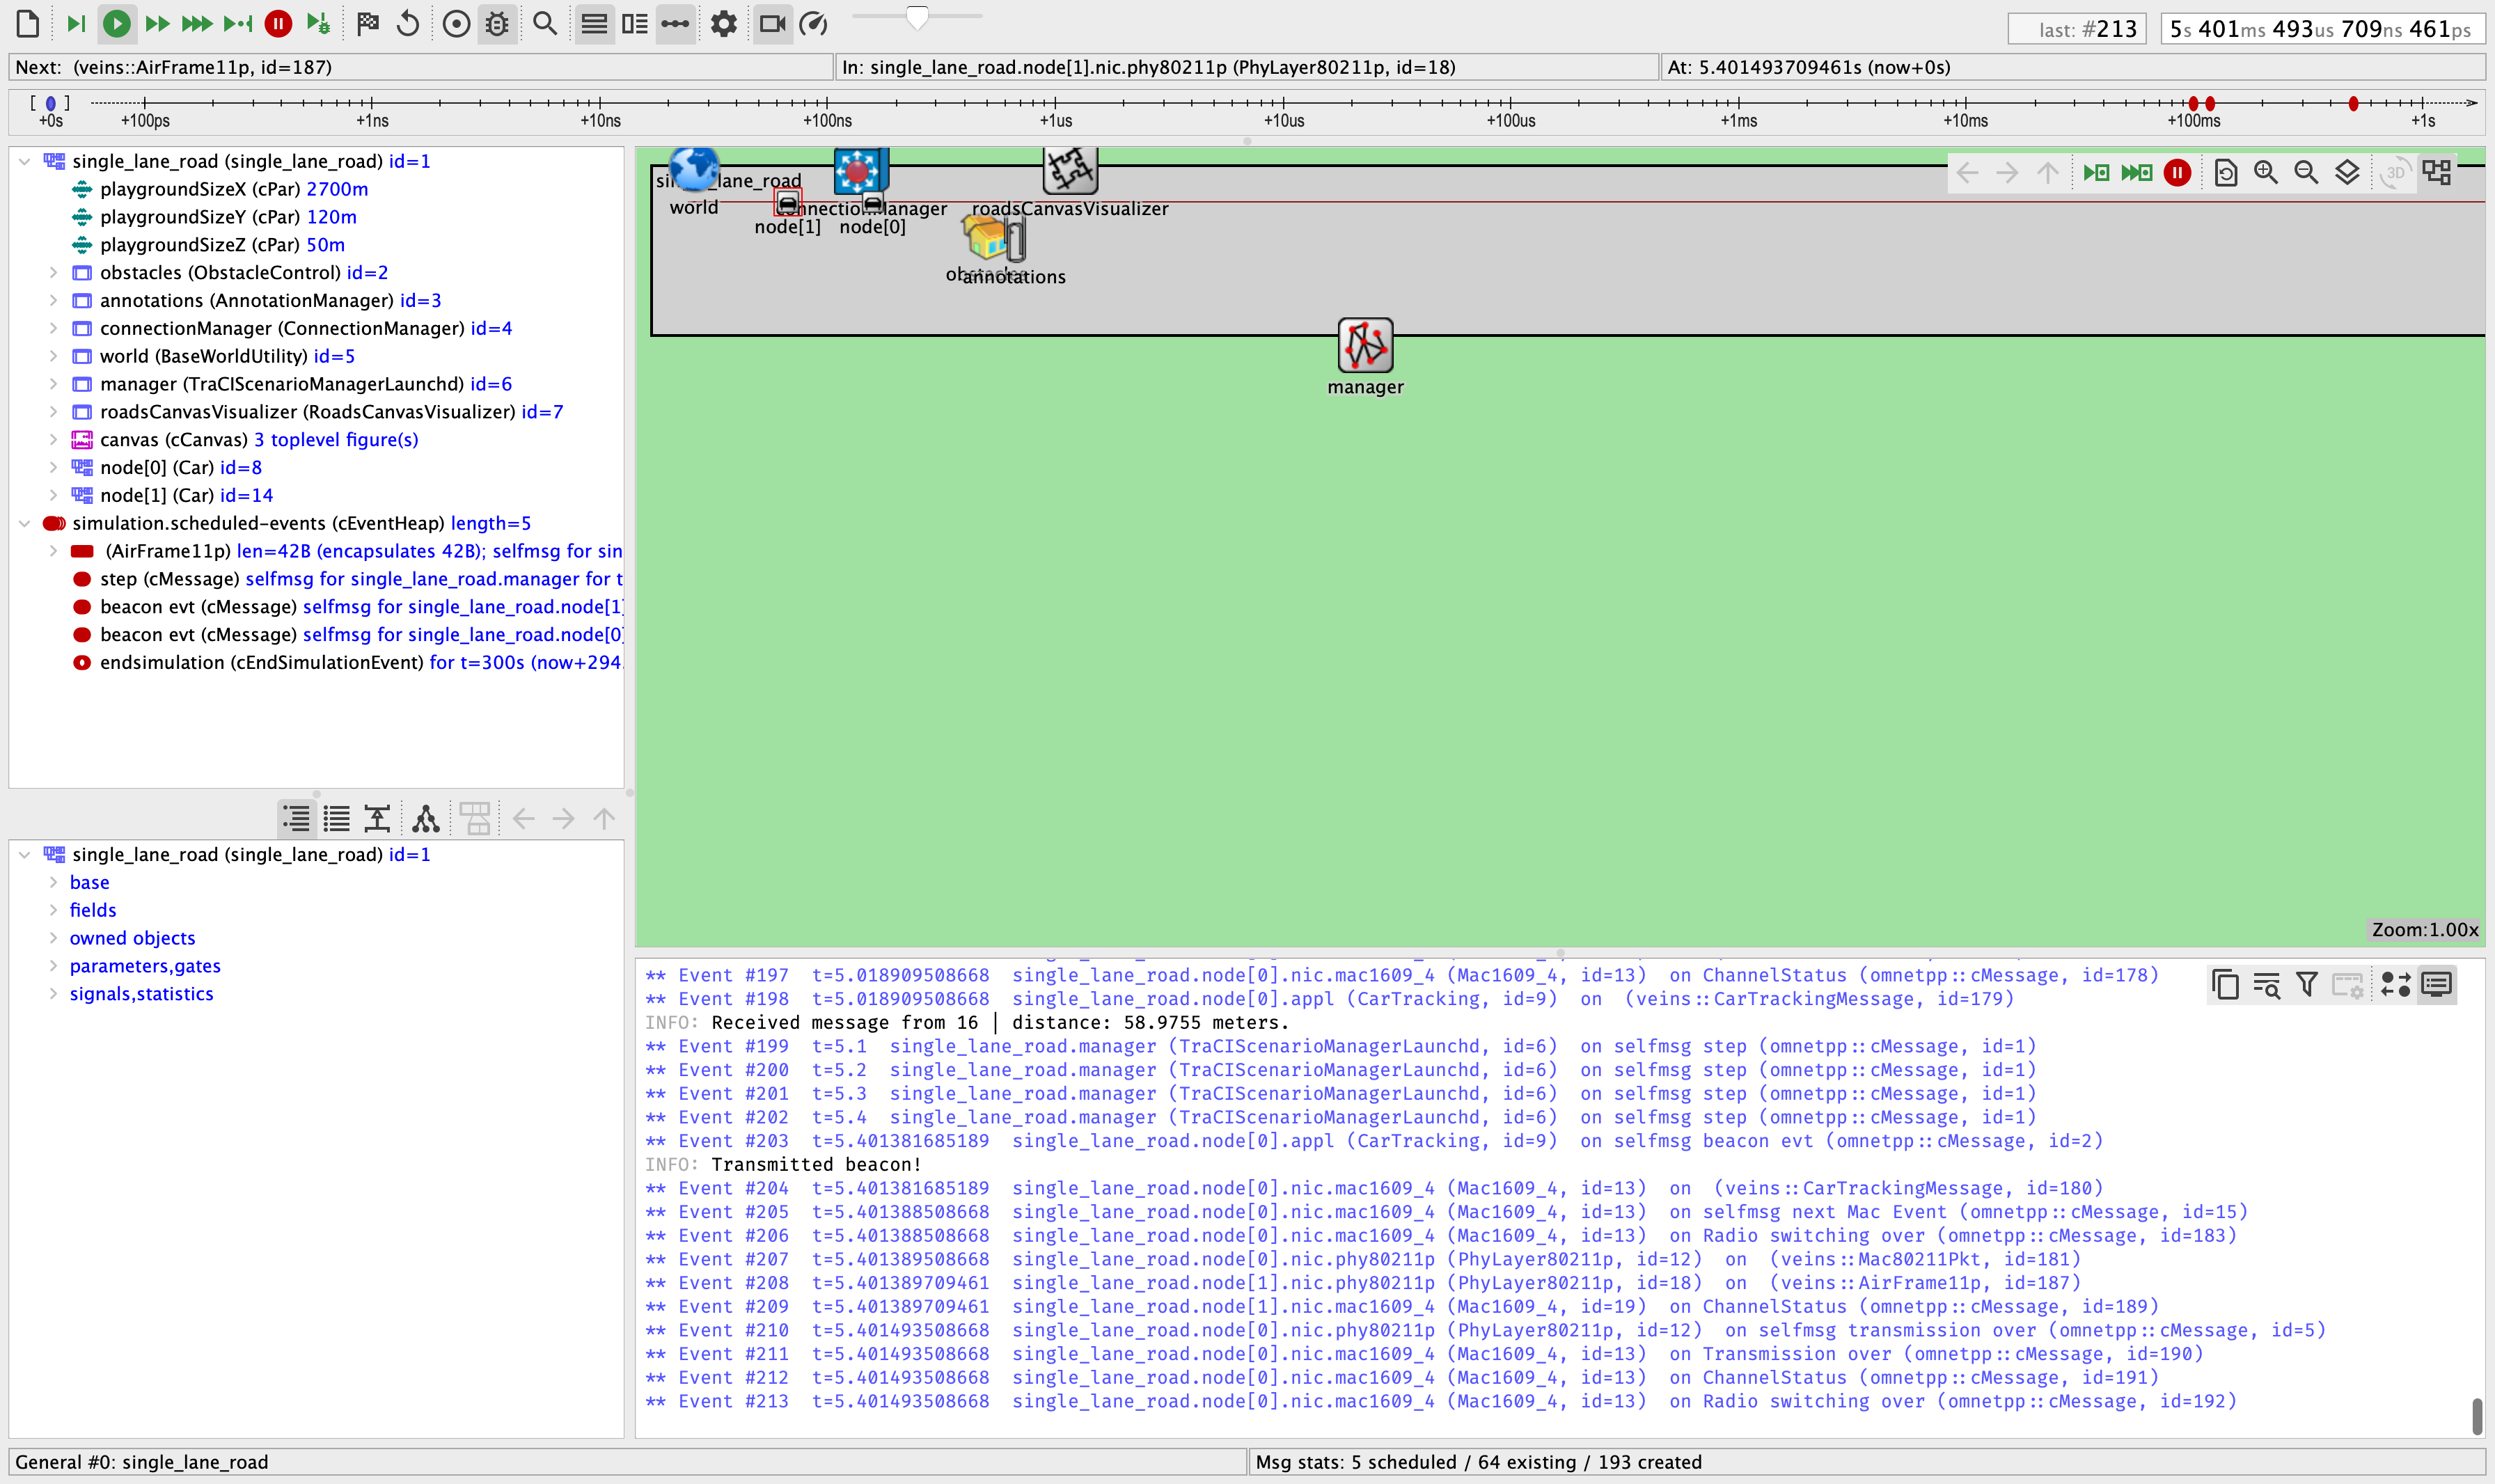 last: #213
5s 401ms 493us 709ns 461ps
Next: (veins::AirFrame11p, id=187)
In: single_lane_road.node[1].nic.phy80211p (PhyLayer80211p, id=18)
At: 5.401493709461s (now+0s)
+0s +100ps +1ns +10ns +100ns +1us +10us +100us +1ms +10ms +100ms +1s
single_lane_road (single_lane_road) id=1
playgroundSizeX (cPar) 2700m
playgroundSizeY (cPar) 120m
playgroundSizeZ (cPar) 50m
obstacles (ObstacleControl) id=2
annotations (AnnotationManager) id=3
connectionManager (ConnectionManager) id=4
world (BaseWorldUtility) id=5
manager (TraCIScenarioManagerLaunchd) id=6
roadsCanvasVisualizer (RoadsCanvasVisualizer) id=7
canvas (cCanvas) 3 toplevel figure(s)
node[0] (Car) id=8
node[1] (Car) id=14
simulation.scheduled-events (cEventHeap) length=5
(AirFrame11p) len=42B (encapsulates 42B); selfmsg for sin
step (cMessage) selfmsg for single_lane_road.manager for t
beacon evt (cMessage) selfmsg for single_lane_road.node[1]
beacon evt (cMessage) selfmsg for single_lane_road.node[0]
endsimulation (cEndSimulationEvent) for t=300s (now+294.
single_lane_road (single_lane_road) id=1
base
fields
owned objects
parameters,gates
signals,statistics
3D
world
roadsCanvasVisualizer
node[1] node[0]
annotations
manager
Zoom:1.00x
** Event #197 t=5.018909508668 single_lane_road.node[0].nic.mac1609_4 (Mac1609_4, id=13) on ChannelStatus (omnetpp::cMessage, id=178)
** Event #198 t=5.018909508668 single_lane_road.node[0].appl (CarTracking, id=9) on (veins::CarTrackingMessage, id=179)
INFO: Received message from 16 | distance: 58.9755 meters.
** Event #199 t=5.1 single_lane_road.manager (TraCIScenarioManagerLaunchd, id=6) on selfmsg step (omnetpp::cMessage, id=1)
** Event #200 t=5.2 single_lane_road.manager (TraCIScenarioManagerLaunchd, id=6) on selfmsg step (omnetpp::cMessage, id=1)
** Event #201 t=5.3 single_lane_road.manager (TraCIScenarioManagerLaunchd, id=6) on selfmsg step (omnetpp::cMessage, id=1)
** Event #202 t=5.4 single_lane_road.manager (TraCIScenarioManagerLaunchd, id=6) on selfmsg step (omnetpp::cMessage, id=1)
** Event #203 t=5.401381685189 single_lane_road.node[0].appl (CarTracking, id=9) on selfmsg beacon evt (omnetpp::cMessage, id=2)
INFO: Transmitted beacon!
** Event #204 t=5.401381685189 single_lane_road.node[0].nic.mac1609_4 (Mac1609_4, id=13) on (veins::CarTrackingMessage, id=180)
** Event #205 t=5.401388508668 single_lane_road.node[0].nic.mac1609_4 (Mac1609_4, id=13) on selfmsg next Mac Event (omnetpp::cMessage, id=15)
** Event #206 t=5.401388508668 single_lane_road.node[0].nic.mac1609_4 (Mac1609_4, id=13) on Radio switching over (omnetpp::cMessage, id=183)
** Event #207 t=5.401389508668 single_lane_road.node[0].nic.phy80211p (PhyLayer80211p, id=12) on (veins::Mac80211Pkt, id=181)
** Event #208 t=5.401389709461 single_lane_road.node[1].nic.phy80211p (PhyLayer80211p, id=18) on (veins::AirFrame11p, id=187)
** Event #209 t=5.401389709461 single_lane_road.node[1].nic.mac1609_4 (Mac1609_4, id=19) on ChannelStatus (omnetpp::cMessage, id=189)
** Event #210 t=5.401493508668 single_lane_road.node[0].nic.phy80211p (PhyLayer80211p, id=12) on selfmsg transmission over (omnetpp::cMessage, id=5)
** Event #211 t=5.401493508668 single_lane_road.node[0].nic.mac1609_4 (Mac1609_4, id=13) on Transmission over (omnetpp::cMessage, id=190)
** Event #212 t=5.401493508668 single_lane_road.node[0].nic.mac1609_4 (Mac1609_4, id=13) on ChannelStatus (omnetpp::cMessage, id=191)
** Event #213 t=5.401493508668 single_lane_road.node[0].nic.mac1609_4 (Mac1609_4, id=13) on Radio switching over (omnetpp::cMessage, id=192)
General #0: single_lane_road
Msg stats: 5 scheduled / 64 existing / 193 created